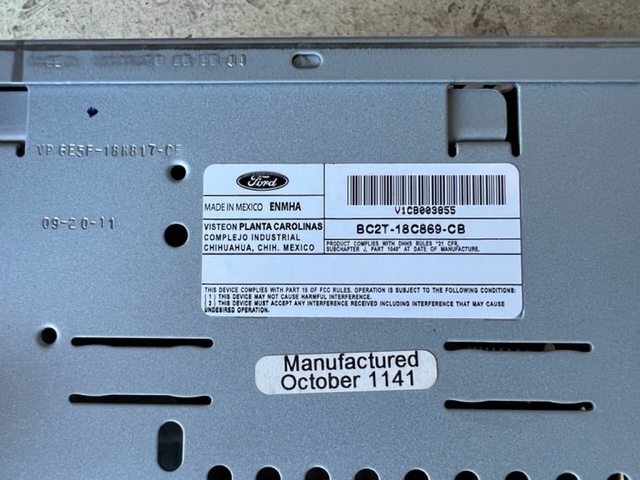 VP 6E5F-18K817-CE
09-20-11
Ford
MADE IN MEXICO ENMHA
V1CB003855
VISTEON PLANTA CAROLINAS
COMPLEJO INDUSTRIAL
CHIHUAHUA, CHIH. MEXICO
BC2T-18C869-CB
PRODUCT COMPLIES WITH DHHS RULES "21 CFR,
SUBCHAPTER J, PART 1040" AT DATE OF MANUFACTURE.
THIS DEVICE COMPLIES WITH PART 15 OF FCC RULES. OPERATION IS SUBJECT TO THE FOLLOWING CONDITIONS:
(1) THIS DEVICE MAY NOT CAUSE HARMFUL INTERFERENCE.
(2) THIS DEVICE MUST ACCEPT ANY INTERFERENCE RECEIVED INCLUDING INTERFERENCE THAT MAY CAUSE
UNDESIRED OPERATION.
Manufactured
October 1141